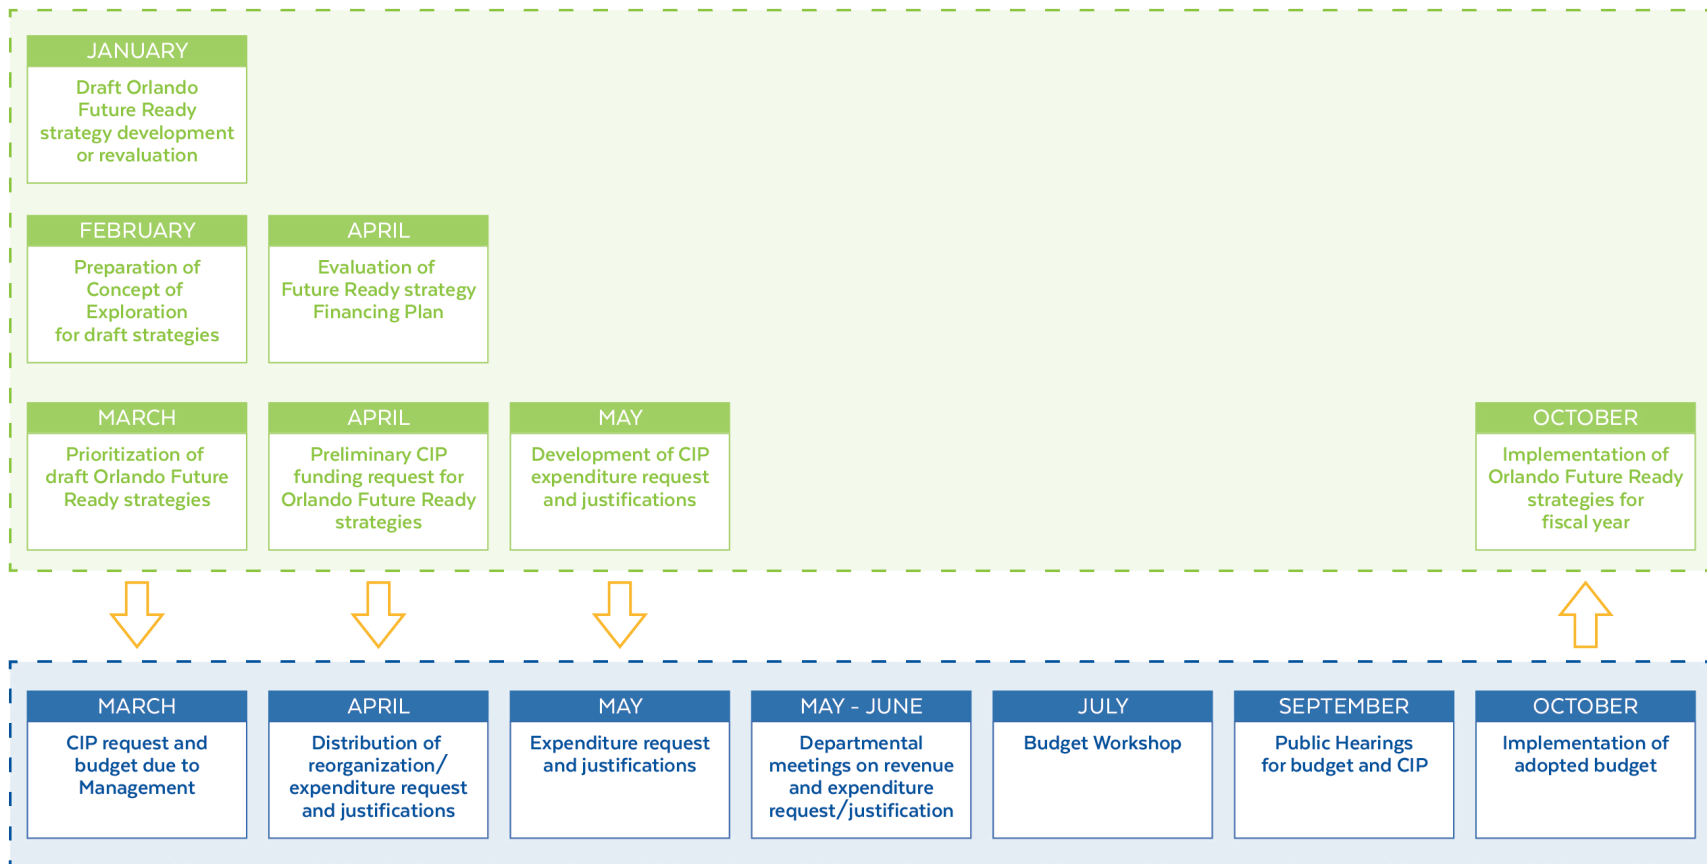 JANUARY
Draft Orlando
Future Ready
strategy development
or revaluation
FEBRUARY
Preparation of
Concept of
Exploration
for draft strategies
APRIL
Evaluation of
Future Ready strategy
Financing Plan
MARCH
Prioritization of
draft Orlando Future
Ready strategies
APRIL
Preliminary CIP
funding request for
Orlando Future Ready
strategies
MAY
Development of CIP
expenditure request
and justifications
OCTOBER
Implementation of
Orlando Future Ready
strategies for
fiscal year
MARCH
CIP request and
budget due to
Management
APRIL
Distribution of
reorganization/
expenditure request
and justifications
MAY
Expenditure request
and justifications
MAY - JUNE
Departmental
meetings on revenue
and expenditure
request/justification
JULY
Budget Workshop
SEPTEMBER
Public Hearings
for budget and CIP
OCTOBER
Implementation of
adopted budget